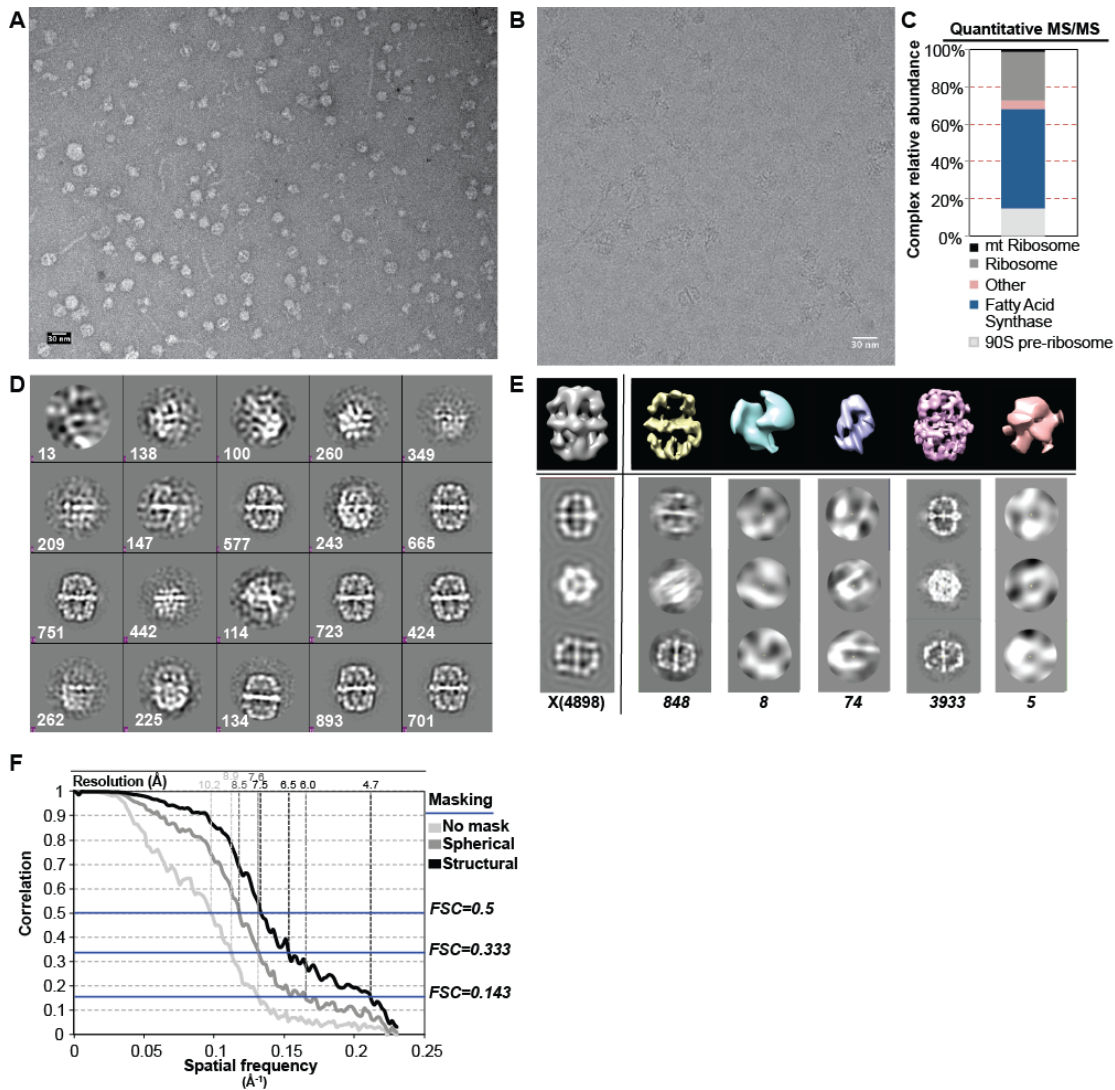 A
30 nm
B
30 nm
C
Quantitative MS/MS
Complex relative abundance
100%
80%
60%
40%
20%
0%
mt Ribosome
Ribosome
Other
Fatty Acid
Synthase
90S pre-ribosome
D
13 138 100 260 349
209 147 577 243 665
751 442 114 723 424
262 225 134 893 701
E
X(4898) 848 8 74 3933 5
F
Resolution (Å)
10.2 8.9 8.5 7.6 7.5 6.5 6.0 4.7
Masking
No mask
Spherical
Structural
Correlation
1
0.9
0.8
0.7
0.6
0.5
0.4
0.3
0.2
0.1
0
FSC=0.5
FSC=0.333
FSC=0.143
0 0.05 0.1 0.15 0.2 0.25
Spatial frequency
(Å-1)